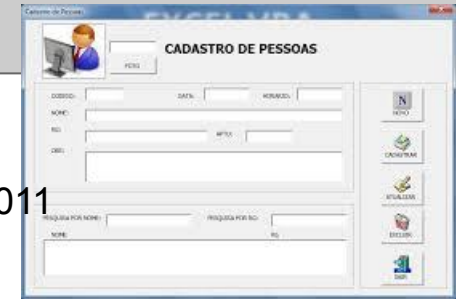 EXCEL VBA
Cadastro de Pessoas
CADASTRO DE PESSOAS
FOTO
CODIGO: DATA: HORARIO:
NOME:
RG: APTO:
OBS:
NOVO
CADASTRAR
ATUALIZAR
EXCLUIR
SAIR
011
PESQUISA POR NOME: PESQUISA POR RG:
NOME: RG: